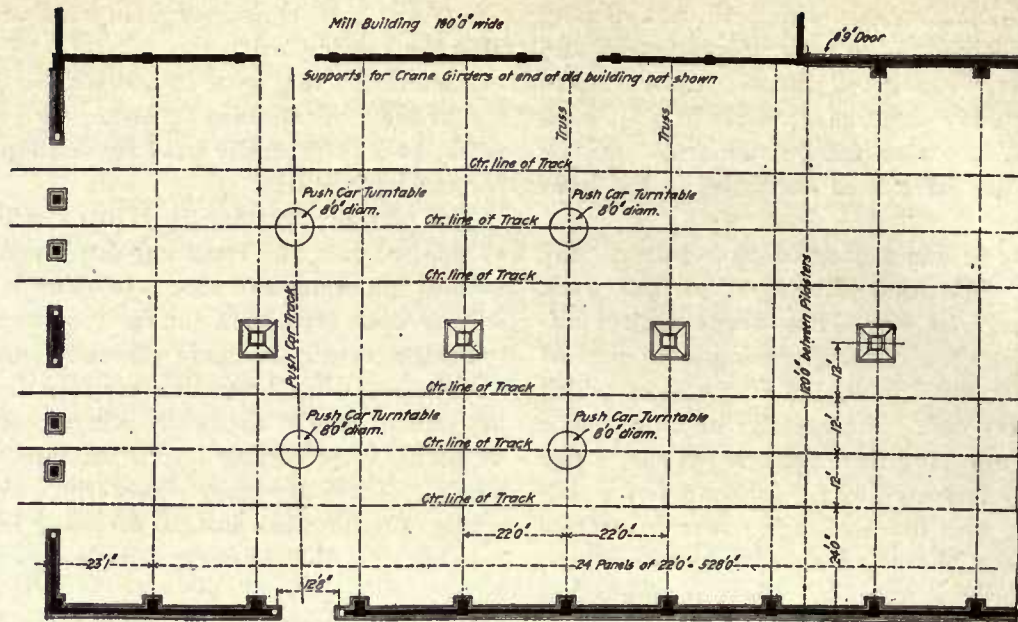 Mill Building 180'0" wide
6'9" Door
Supports for Crane Girders at end of old building not shown
Truss
Truss
Ctr. line of Track
Push Car Turntable
8'0" diam.
Push Car Turntable
8'0" diam.
Ctr. line of Track
Ctr. line of Track
Push Car Track
120'0" between Pilasters
12'
Ctr. line of Track
Push Car Turntable
8'0" diam.
Push Car Turntable
8'0" diam.
12'
Ctr. line of Track
12'
Ctr. line of Track
22'0"
22'0"
24'0"
23'1"
24 Panels of 22'0" - 528'0"
12'8"